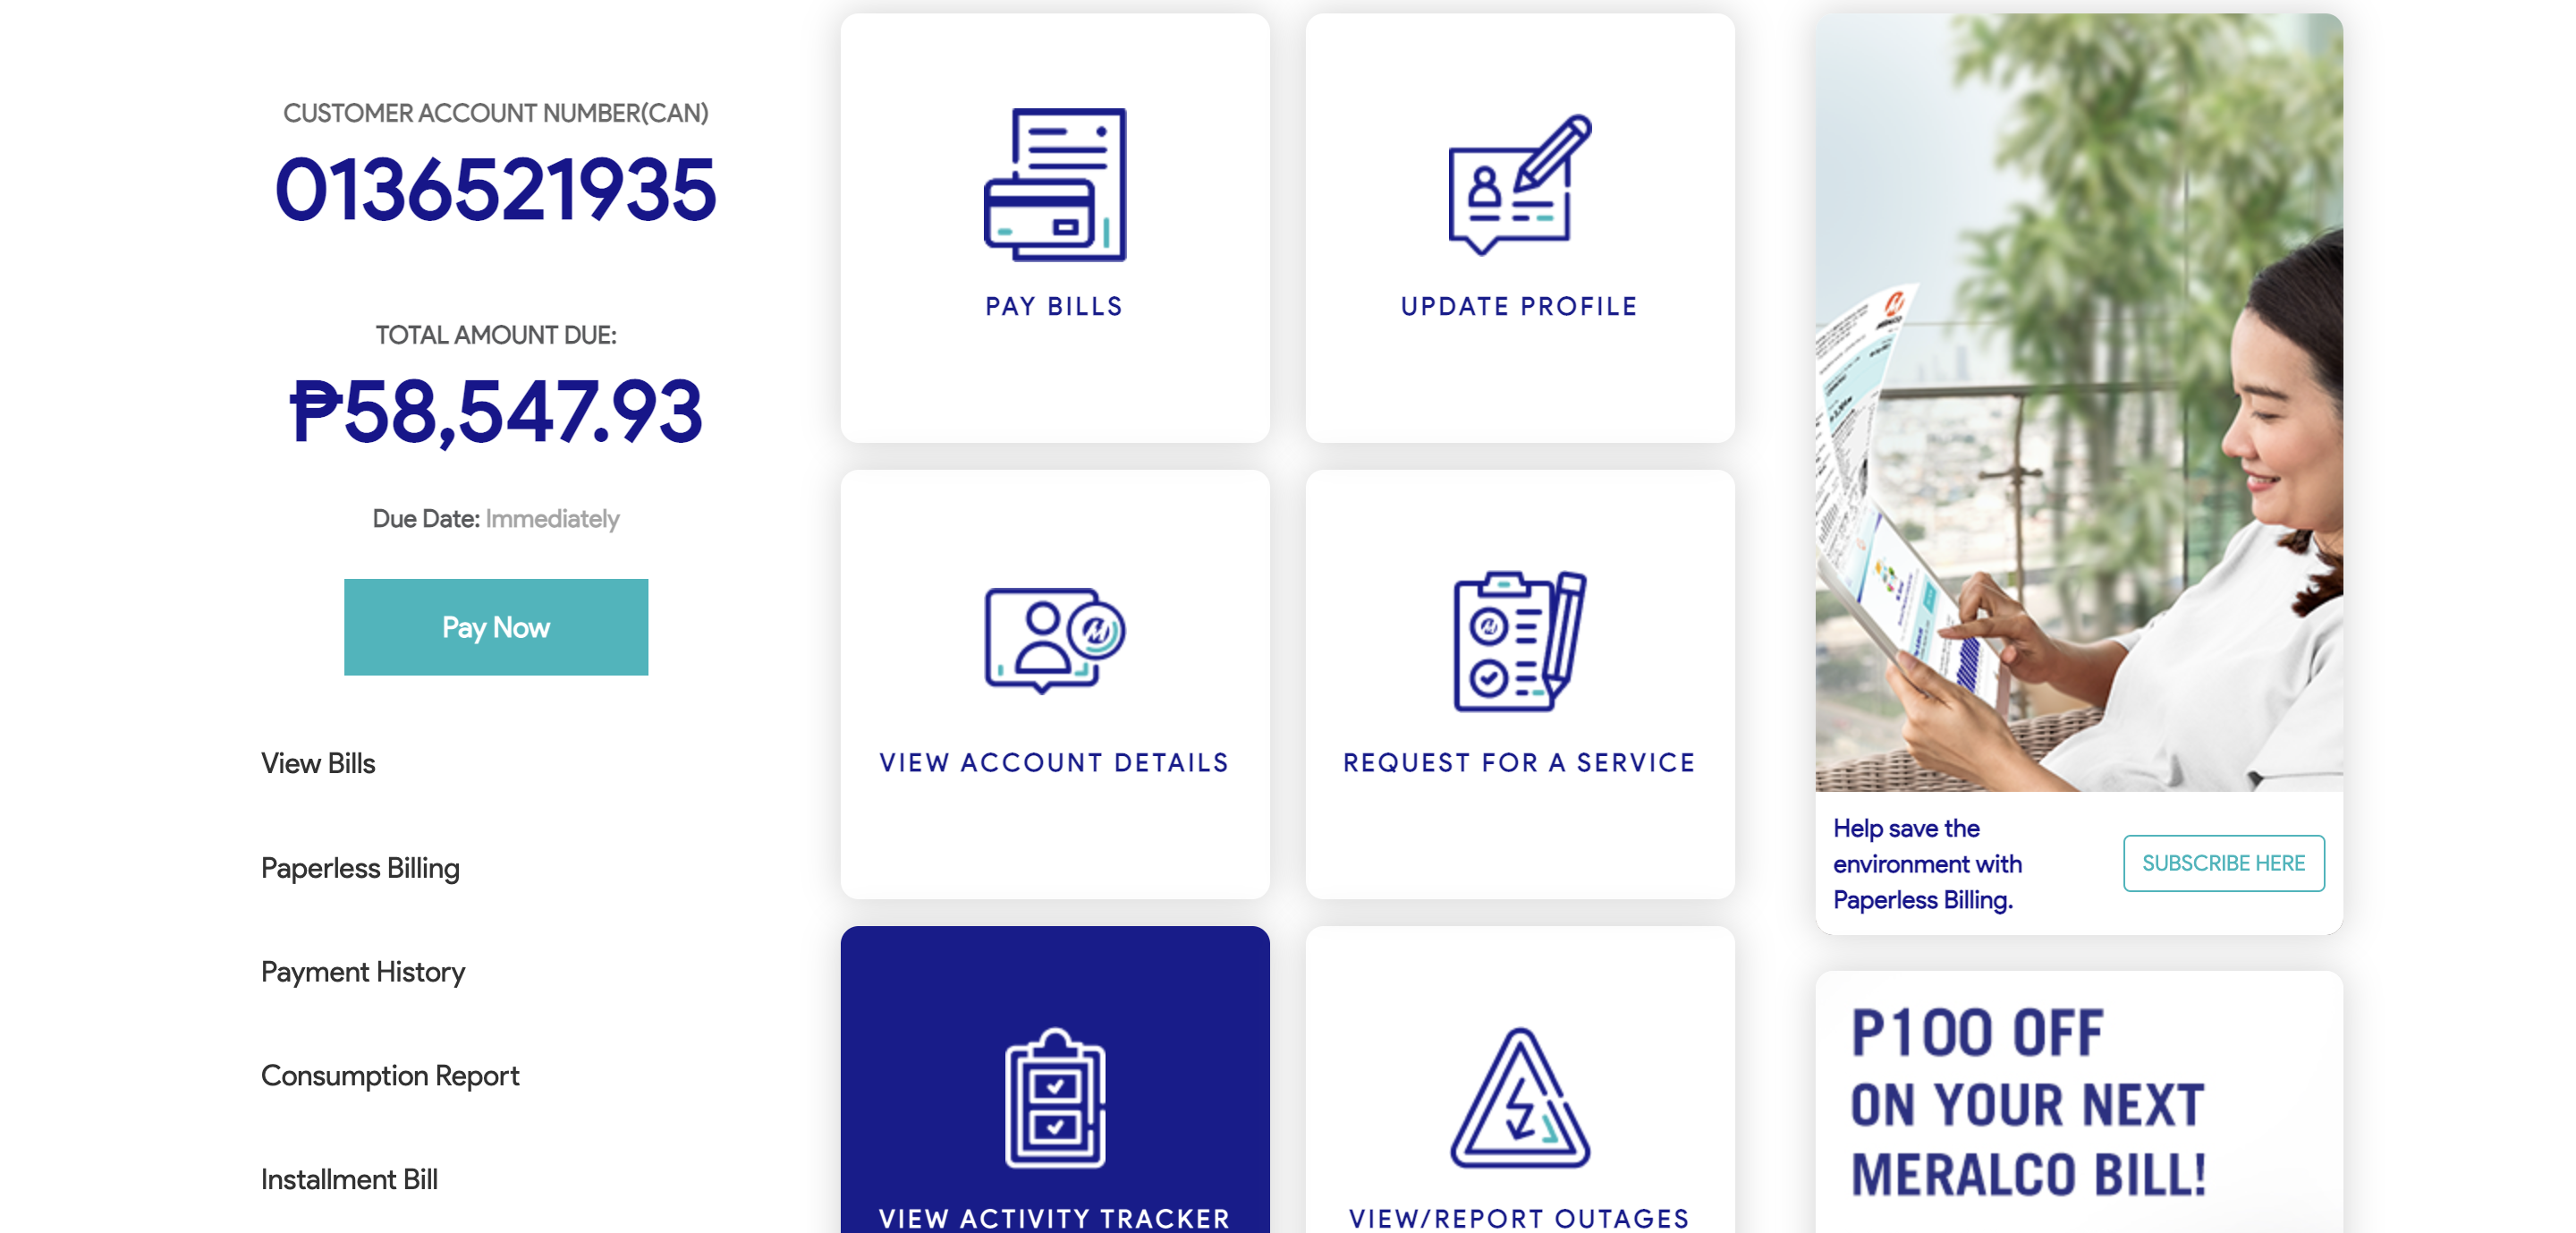 CUSTOMER ACCOUNT NUMBER(CAN)
0136521935
TOTAL AMOUNT DUE:
₱58,547.93
Due Date: Immediately
Pay Now
View Bills
Paperless Billing
Payment History
Consumption Report
Installment Bill
PAY BILLS
UPDATE PROFILE
VIEW ACCOUNT DETAILS
REQUEST FOR A SERVICE
VIEW ACTIVITY TRACKER
VIEW/REPORT OUTAGES
Help save the
environment with
Paperless Billing.
SUBSCRIBE HERE
P100 OFF
ON YOUR NEXT
MERALCO BILL!